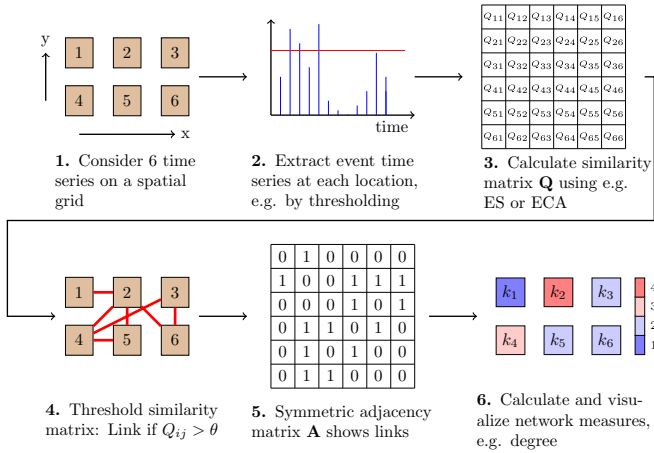 y
1 2 3
4 5 6
x
time
Q11 Q12 Q13 Q14 Q15 Q16
Q21 Q22 Q23 Q24 Q25 Q26
Q31 Q32 Q33 Q34 Q35 Q36
Q41 Q42 Q43 Q44 Q45 Q46
Q51 Q52 Q53 Q54 Q55 Q56
Q61 Q62 Q63 Q64 Q65 Q66
1. Consider 6 time
series on a spatial
grid
2. Extract event time
series at each location,
e.g. by thresholding
3. Calculate similarity
matrix Q using e.g.
ES or ECA
1 2 3
4 5 6
0 1 0 0 0 0
1 0 0 1 1 1
0 0 0 1 0 1
0 1 1 0 1 0
0 1 0 1 0 0
0 1 1 0 0 0
k1 k2 k3
k4 k5 k6
4
3
2
1
4. Threshold similarity
matrix: Link if Qij > θ
5. Symmetric adjacency
matrix A shows links
6. Calculate and visu-
alize network measures,
e.g. degree